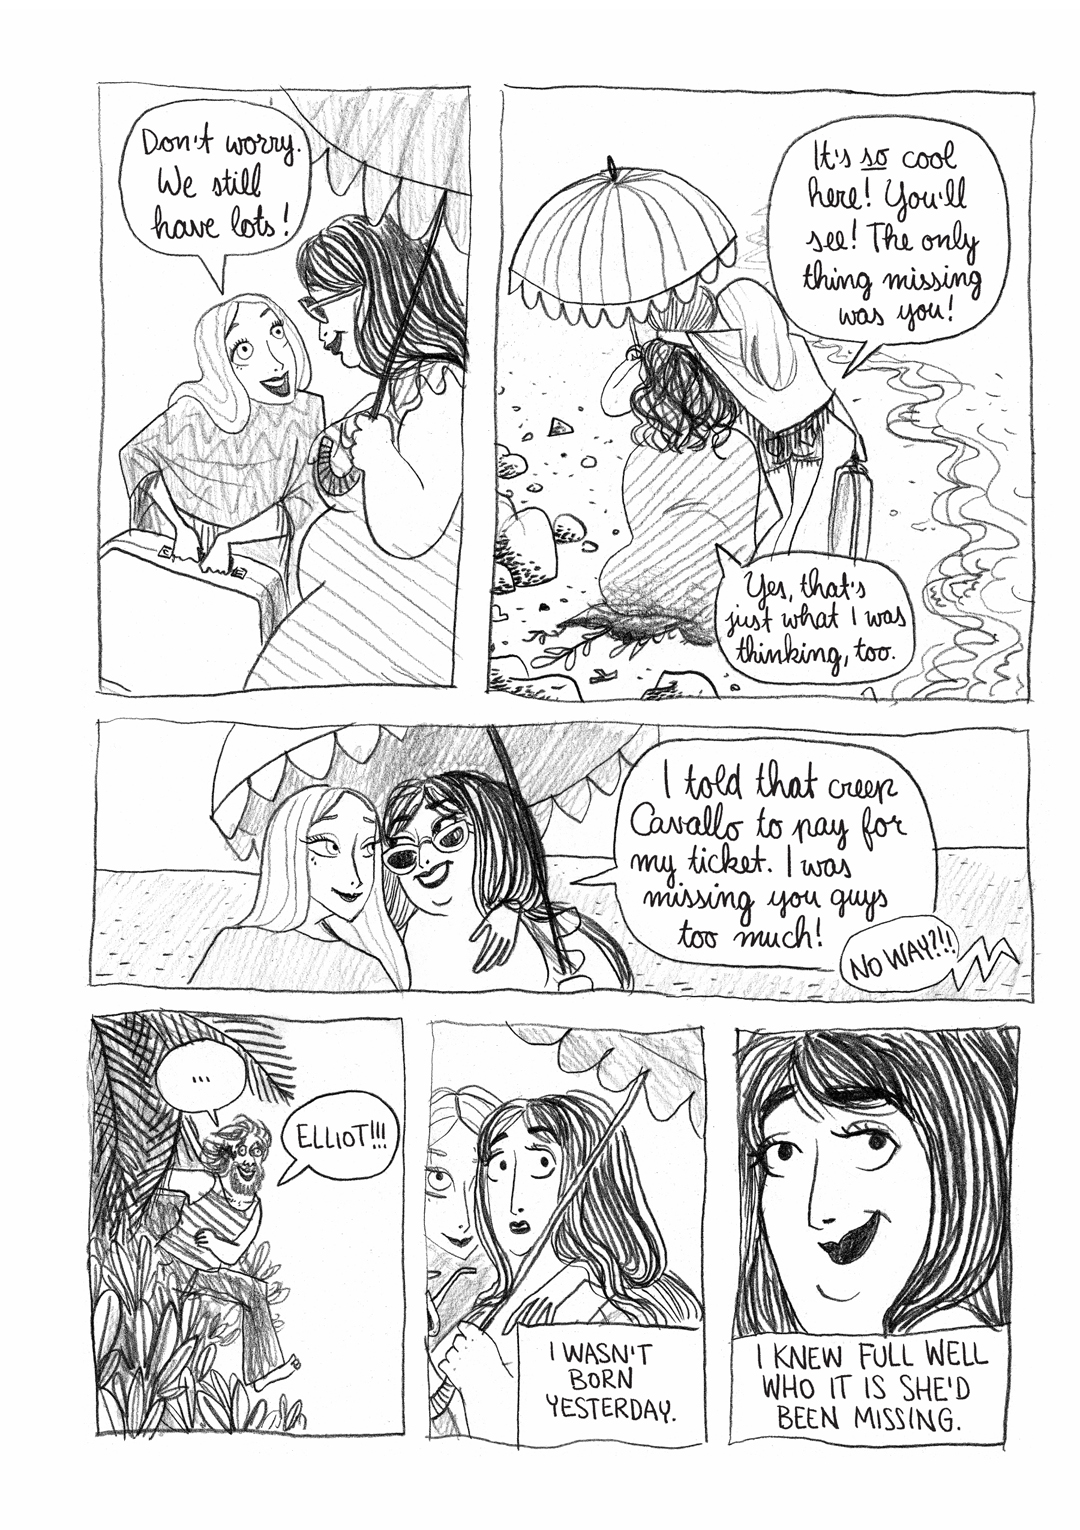 Don't worry.
We still
have lots!
It's so cool
here! You'll
see! The only
thing missing
was you!
Yes, that's
just what I was
thinking, too.
I told that creep
Cavallo to pay for
my ticket. I was
missing you guys
too much!
NO WAY?!!
...
ELLIOT!!!
I WASN'T
BORN
YESTERDAY.
I KNEW FULL WELL
WHO IT IS SHE'D
BEEN MISSING.